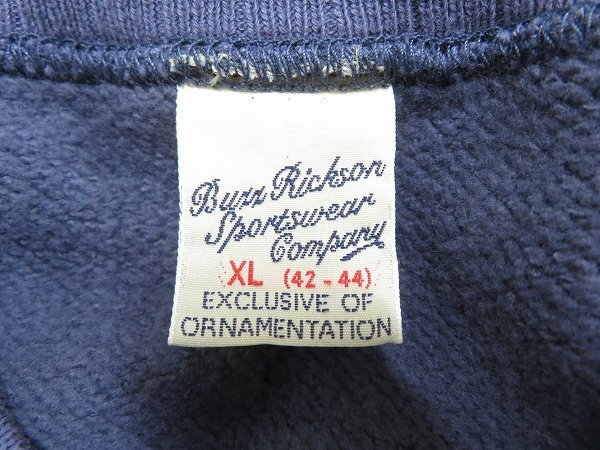 Buzz Rickson
Sportswear
Company
XL (42-44)
EXCLUSIVE OF
ORNAMENTATION